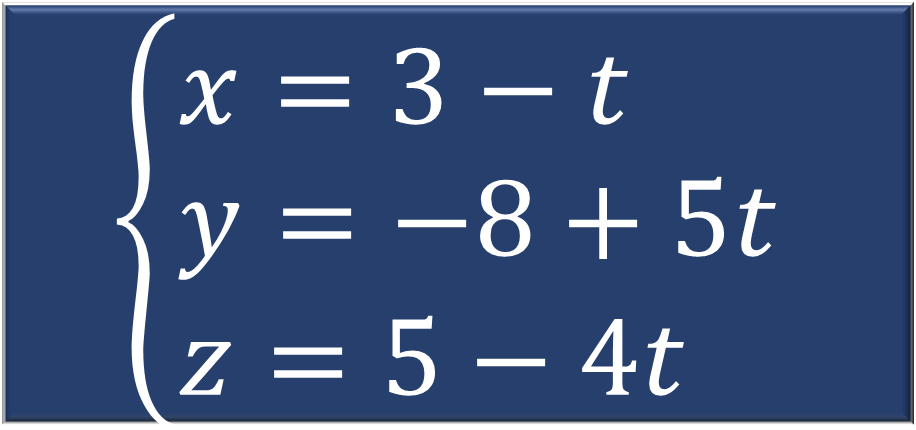 x = 3 − t
y = −8 + 5t
z = 5 − 4t